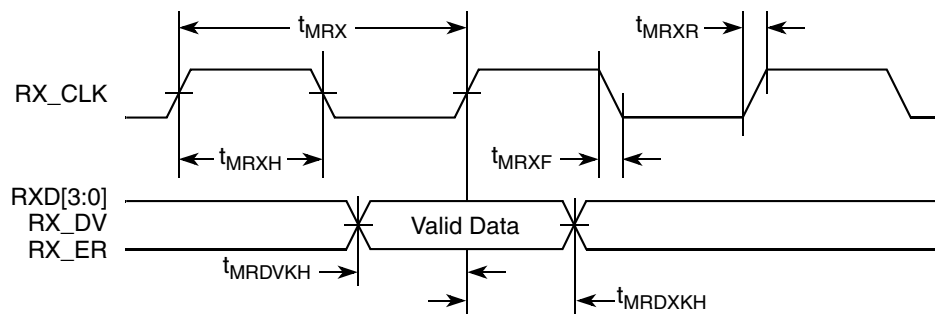 tMRX
tMRXR
RX_CLK
tMRXH
tMRXF
RXD[3:0]
RX_DV
Valid Data
RX_ER
tMRDVKH
tMRDXKH